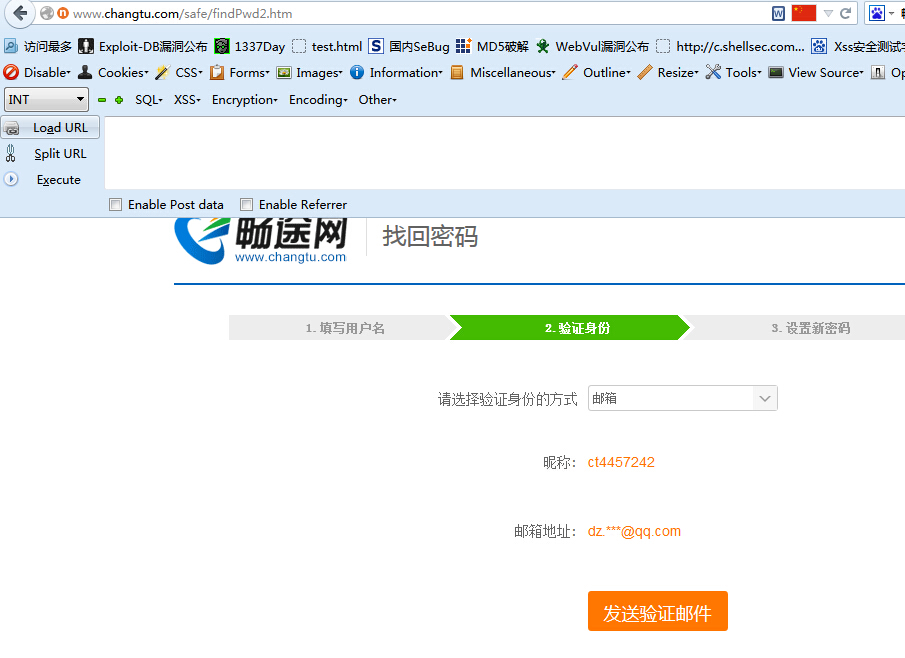 www.changtu.com/safe/findPwd2.htm
访问最多 Exploit-DB漏洞公布 1337Day test.html 国内SeBug MD5破解 WebVul漏洞公布 http://c.shellsec.com... Xss安全测试
Disable Cookies CSS Forms Images Information Miscellaneous Outline Resize Tools View Source
INT SQL XSS Encryption Encoding Other
Load URL
Split URL
Execute
Enable Post data Enable Referrer
畅途网 找回密码
www.changtu.com
1. 填写用户名 2. 验证身份 3. 设置新密码
请选择验证身份的方式 邮箱
昵称： ct4457242
邮箱地址： dz.***@qq.com
发送验证邮件